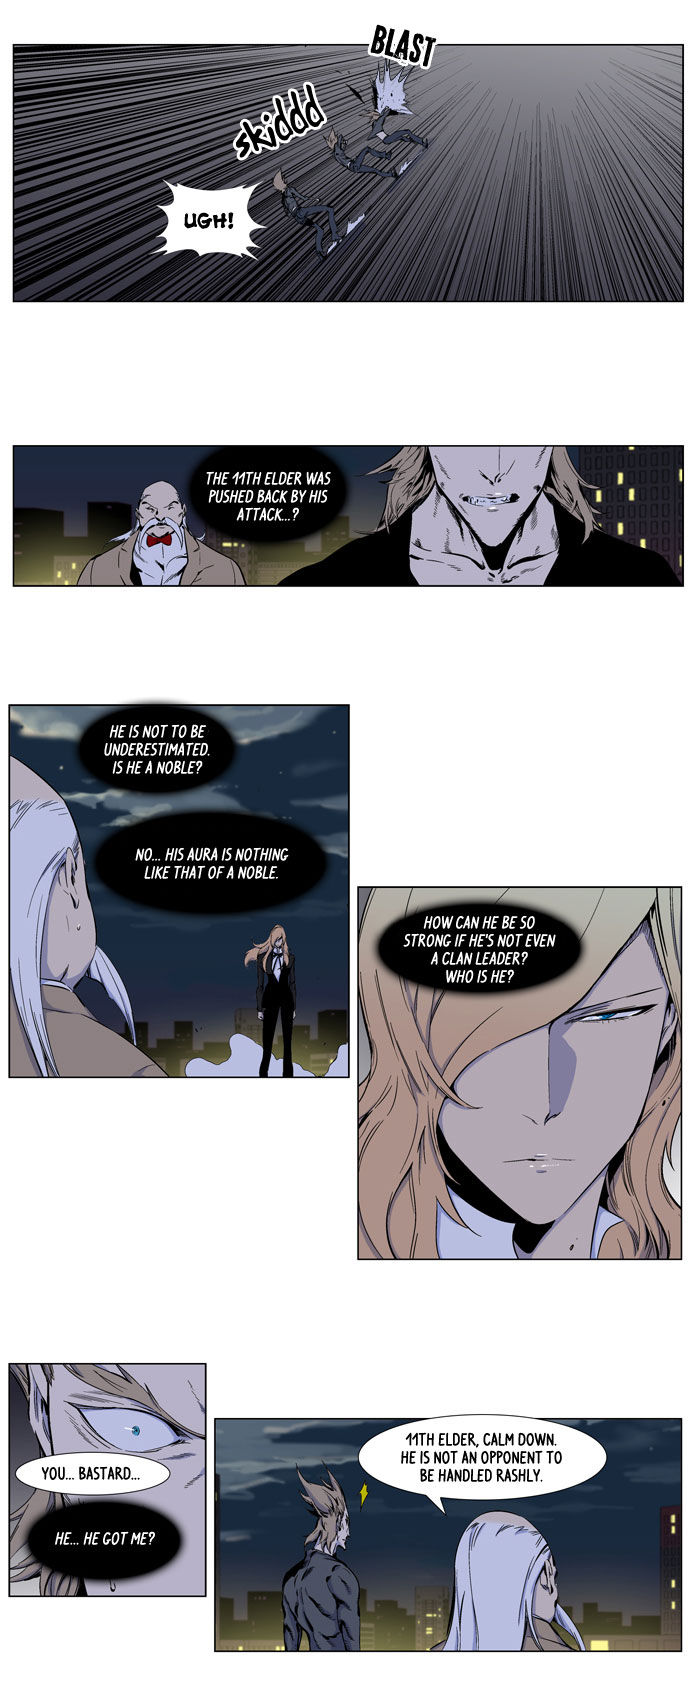 BLAST
skiddd
UGH!
THE 11TH ELDER WAS
PUSHED BACK BY HIS
ATTACK...?
HE IS NOT TO BE
UNDERESTIMATED.
IS HE A NOBLE?
NO... HIS AURA IS NOTHING
LIKE THAT OF A NOBLE.
HOW CAN HE BE SO
STRONG IF HE'S NOT EVEN
A CLAN LEADER?
WHO IS HE?
YOU... BASTARD...
HE... HE GOT ME?
11TH ELDER, CALM DOWN.
HE IS NOT AN OPPONENT TO
BE HANDLED RASHLY.